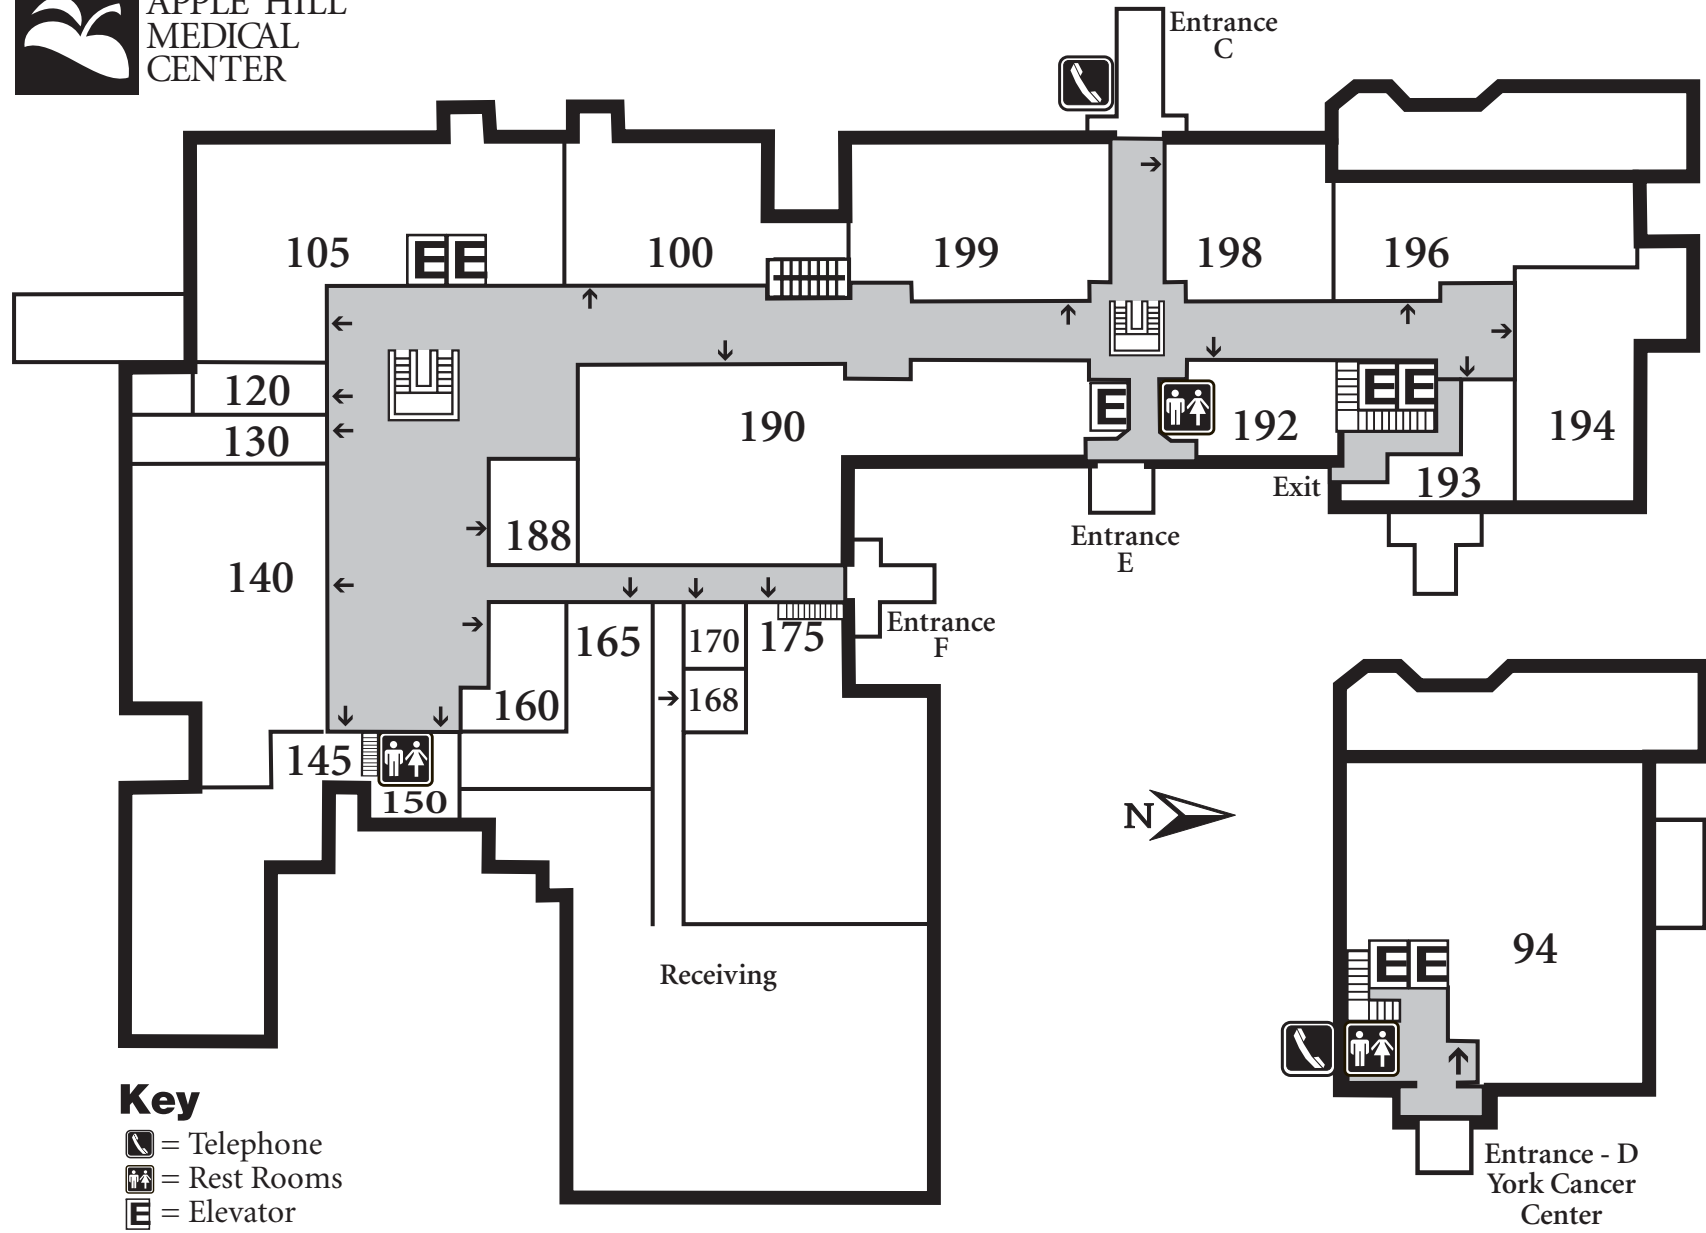 APPLE HILL
MEDICAL
CENTER
Entrance
C
105
E E
100
199
198
196
120
130
190
E
192
E E
194
193
Exit
188
140
Entrance
E
Entrance
F
165
170
175
168
160
145
150
N
Receiving
94
E E
Key
= Telephone
= Rest Rooms
E = Elevator
Entrance - D
York Cancer
Center